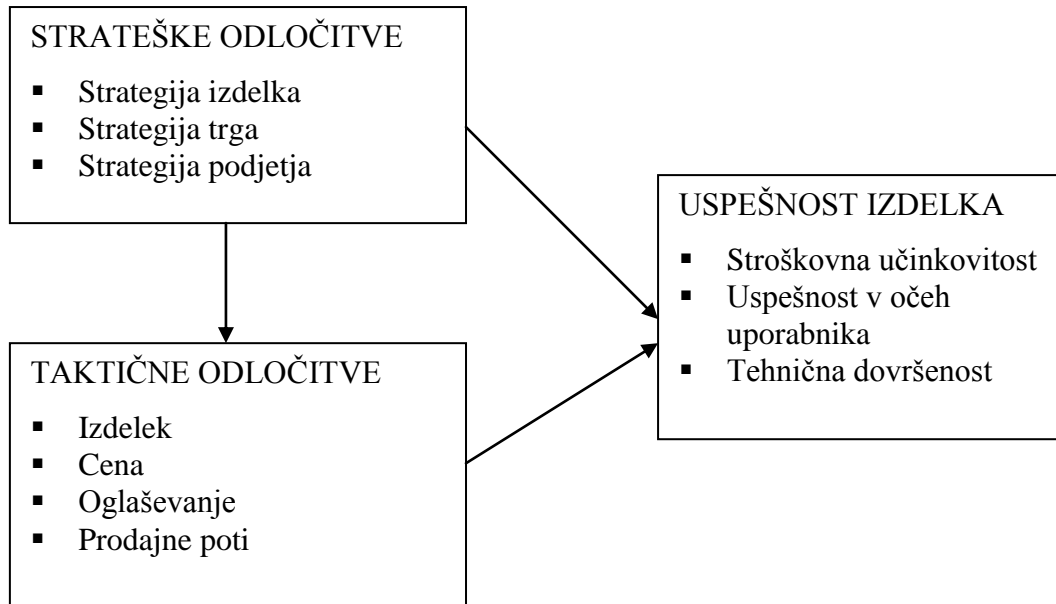 STRATEŠKE ODLOČITVE
▪ Strategija izdelka
▪ Strategija trga
▪ Strategija podjetja
USPEŠNOST IZDELKA
▪ Stroškovna učinkovitost
▪ Uspešnost v očeh
uporabnika
▪ Tehnična dovršenost
TAKTIČNE ODLOČITVE
▪ Izdelek
▪ Cena
▪ Oglaševanje
▪ Prodajne poti